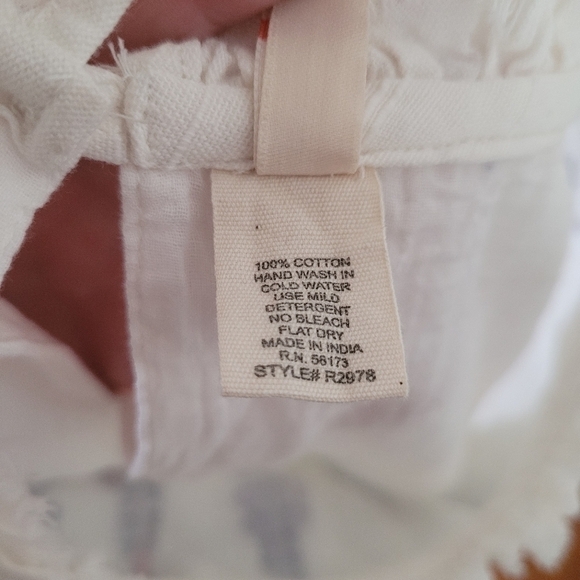 100% COTTON
HAND WASH IN
COLD WATER
USE MILD
DETERGENT
NO BLEACH
FLAT DRY
MADE IN INDIA
R.N. 56173
STYLE# R2978